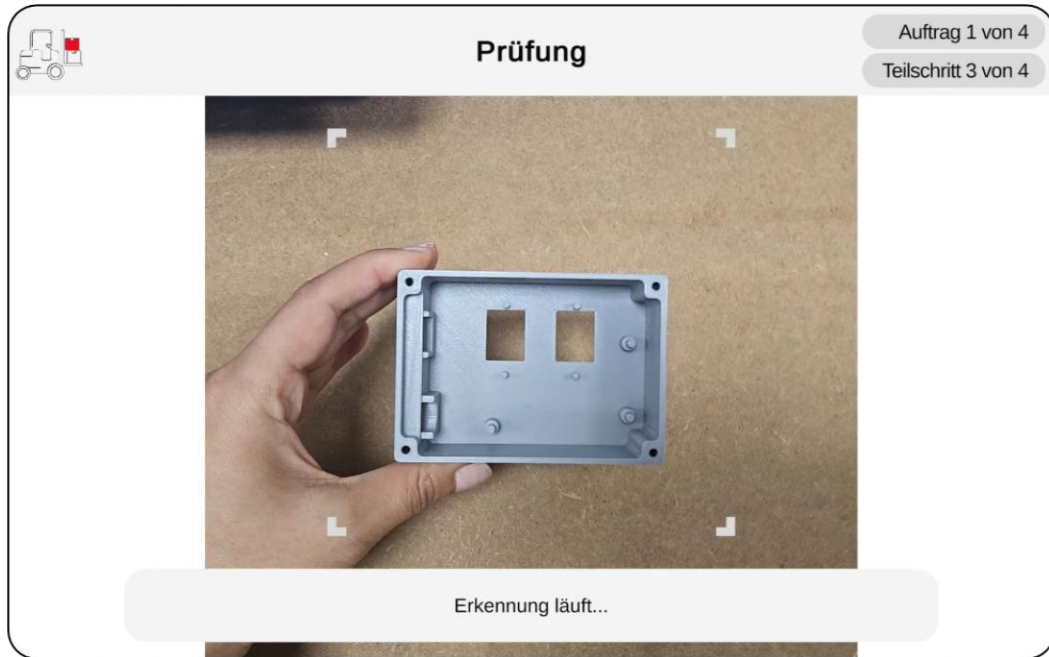 Prüfung
Auftrag 1 von 4
Teilschritt 3 von 4
Erkennung läuft...